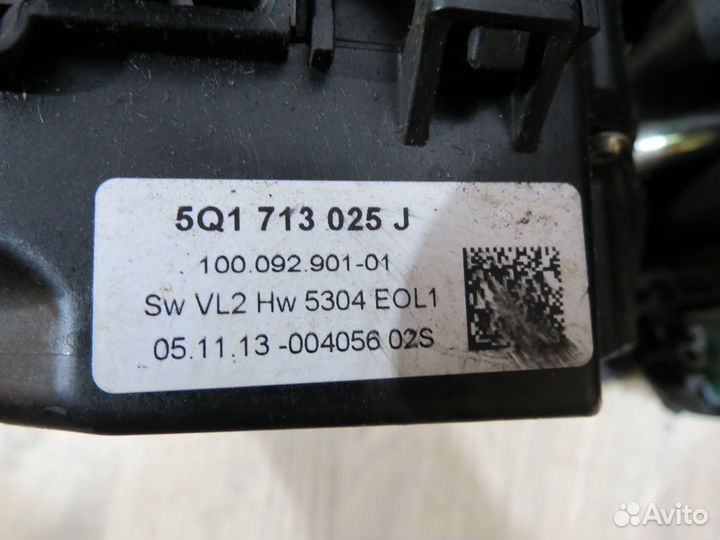 5Q1 713 025 J
100.092.901-01
Sw VL2 Hw 5304 EOL1
05.11.13 -004056 02S
Avito